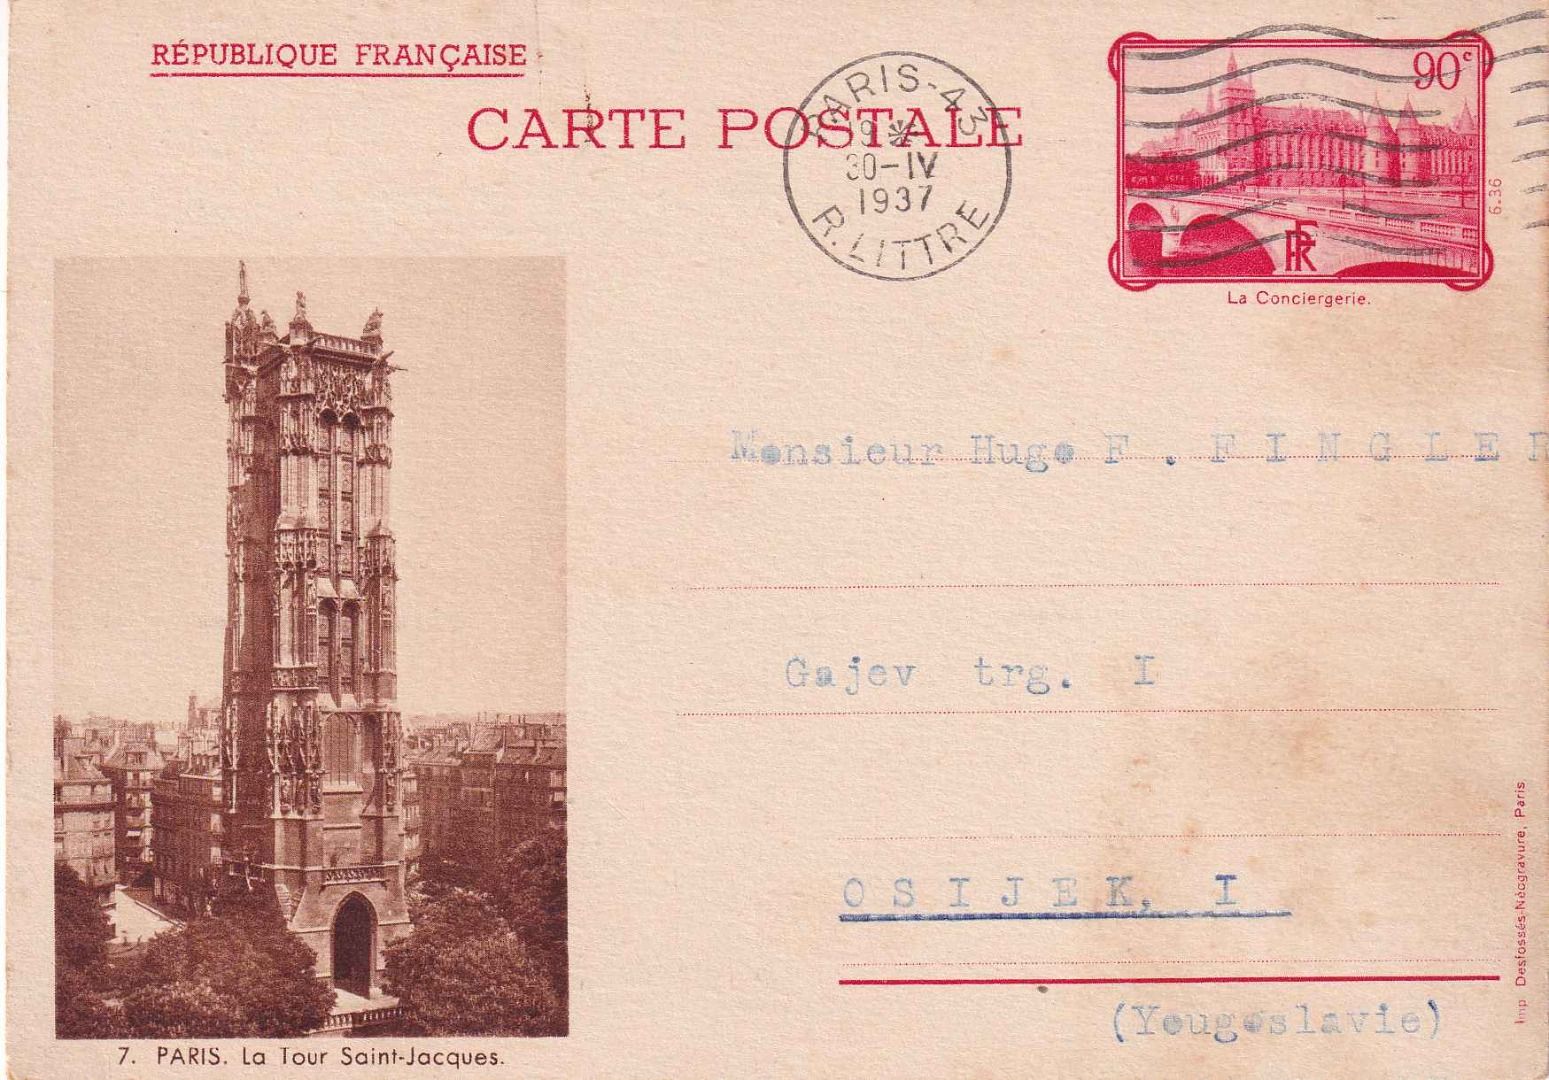 RÉPUBLIQUE FRANÇAISE
CARTE POSTALE
PARIS-43
19 *
30-IV
1937
R. LITTRE
90c
RF
6.36
La Conciergerie.
Monsieur Hugo F. FINGLER
Gajev trg. I
OSIJEK, I
(Yougoslavie)
Imp Desfossés-Néogravure, Paris
7. PARIS. La Tour Saint-Jacques.